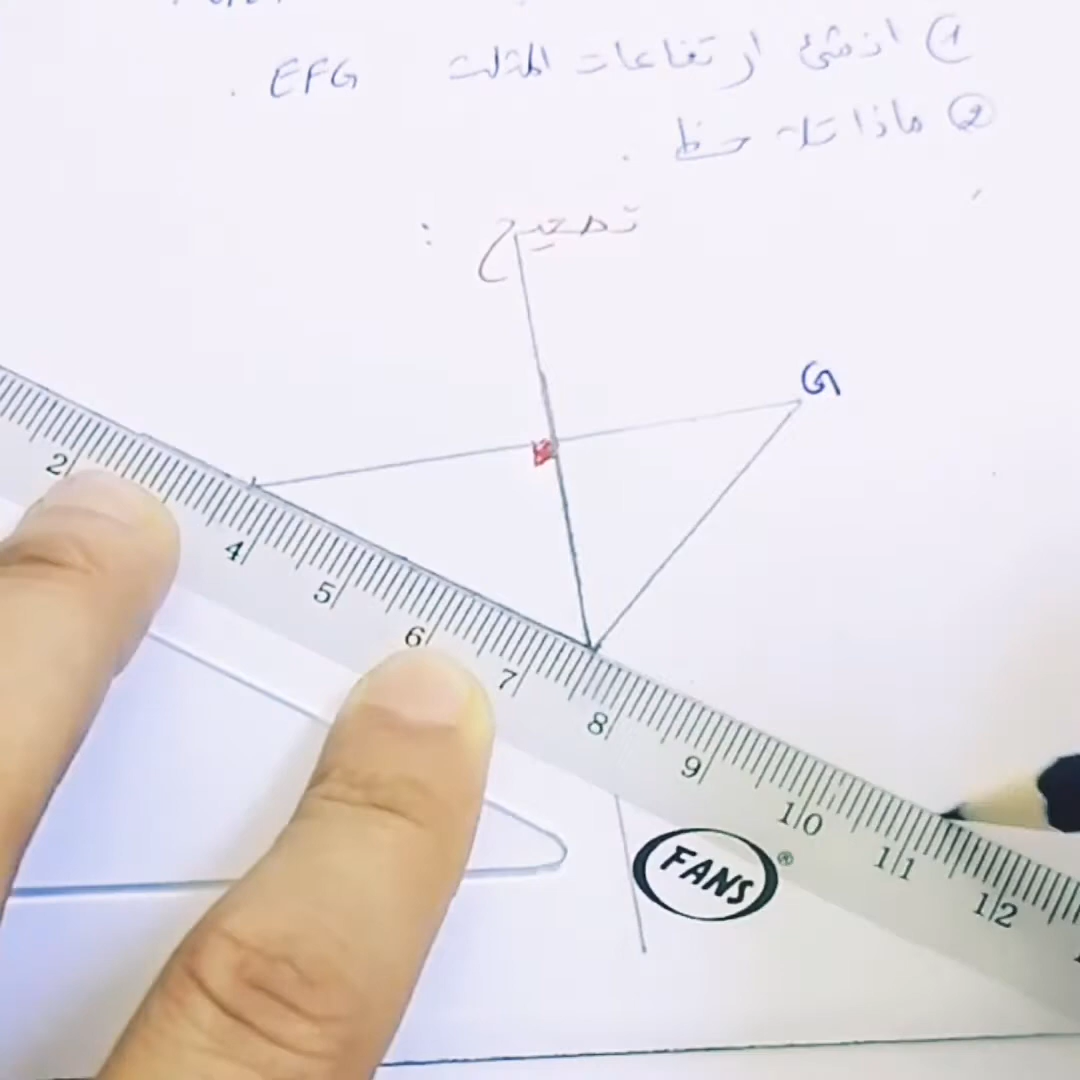 ① انشئ ارتفاعات المثلث EFG .
② ماذا تلاحظ .
تصحيح :
G
2 4 5 6 7 8 9 10 11 12
FANS®